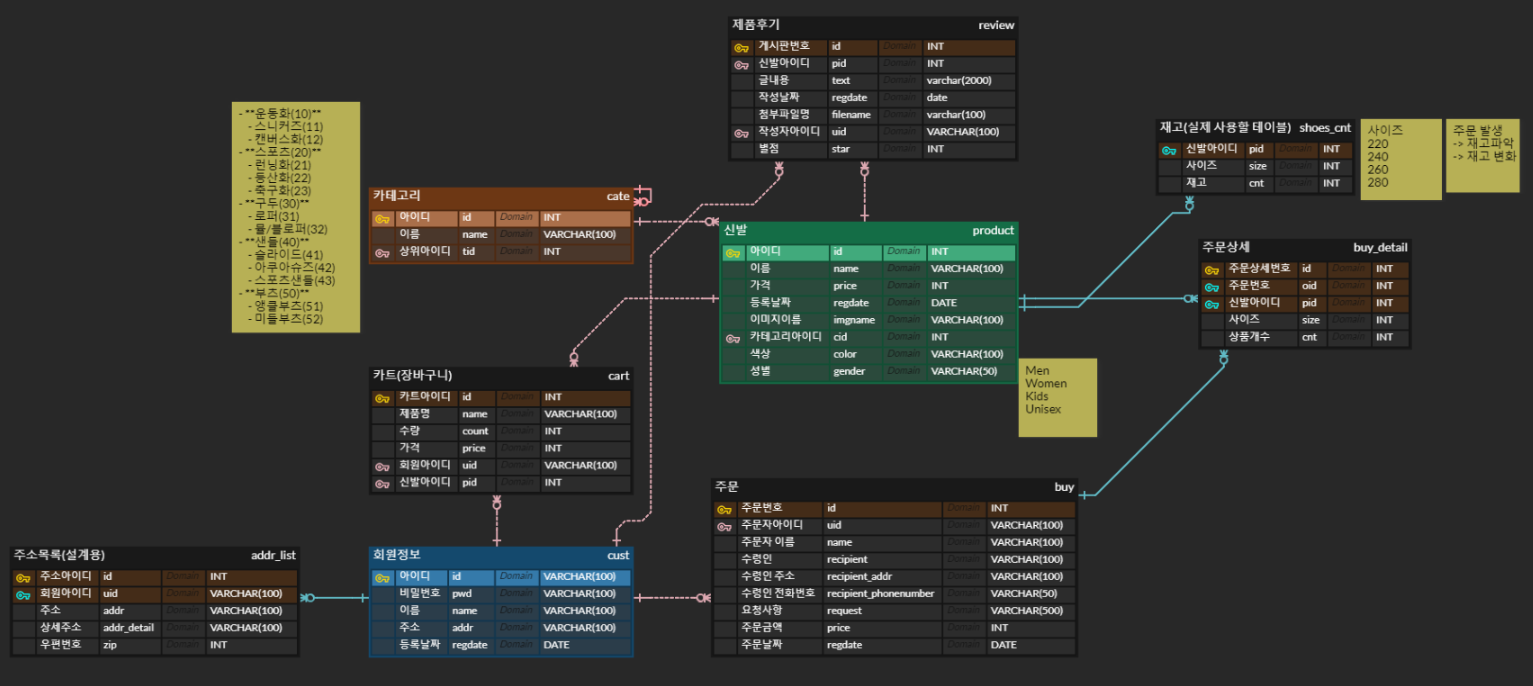 제품후기 review
게시판번호 id Domain INT
신발아이디 pid Domain INT
글내용 text Domain varchar(2000)
작성날짜 regdate Domain date
첨부파일명 filename Domain varchar(100)
작성자아이디 uid Domain VARCHAR(100)
별점 star Domain INT
- **운동화(10)**
- 스니커즈(11)
- 캔버스화(12)
- **스포츠(20)**
- 런닝화(21)
- 등산화(22)
- 축구화(23)
- **구두(30)**
- 로퍼(31)
- 뮬/블로퍼(32)
- **샌들(40)**
- 슬라이드(41)
- 아쿠아슈즈(42)
- 스포츠샌들(43)
- **부츠(50)**
- 앵클부츠(51)
- 미들부츠(52)
카테고리 cate
아이디 id Domain INT
이름 name Domain VARCHAR(100)
상위아이디 tid Domain INT
신발 product
아이디 id Domain INT
이름 name Domain VARCHAR(100)
가격 price Domain INT
등록날짜 regdate Domain DATE
이미지이름 imgname Domain VARCHAR(100)
카테고리아이디 cid Domain INT
색상 color Domain VARCHAR(100)
성별 gender Domain VARCHAR(50)
Men
Women
Kids
Unisex
재고(실제 사용할 테이블) shoes_cnt
신발아이디 pid Domain INT
사이즈 size Domain INT
재고 cnt Domain INT
사이즈
220
240
260
280
주문 발생
-> 재고파악
-> 재고 변화
주문상세 buy_detail
주문상세번호 id Domain INT
주문번호 oid Domain INT
신발아이디 pid Domain INT
사이즈 size Domain INT
상품개수 cnt Domain INT
카트(장바구니) cart
카트아이디 id Domain INT
제품명 name Domain VARCHAR(100)
수량 count Domain INT
가격 price Domain INT
회원아이디 uid Domain VARCHAR(100)
신발아이디 pid Domain INT
주문 buy
주문번호 id Domain INT
주문자아이디 uid Domain VARCHAR(100)
주문자 이름 name Domain VARCHAR(100)
수령인 recipient Domain VARCHAR(100)
수령인 주소 recipient_addr Domain VARCHAR(100)
수령인 전화번호 recipient_phonenumber Domain VARCHAR(50)
요청사항 request Domain VARCHAR(500)
주문금액 price Domain INT
주문날짜 regdate Domain DATE
주소목록(설계용) addr_list
주소아이디 id Domain INT
회원아이디 uid Domain VARCHAR(100)
주소 addr Domain VARCHAR(100)
상세주소 addr_detail Domain VARCHAR(100)
우편번호 zip Domain INT
회원정보 cust
아이디 id Domain VARCHAR(100)
비밀번호 pwd Domain VARCHAR(100)
이름 name Domain VARCHAR(100)
주소 addr Domain VARCHAR(100)
등록날짜 regdate Domain DATE